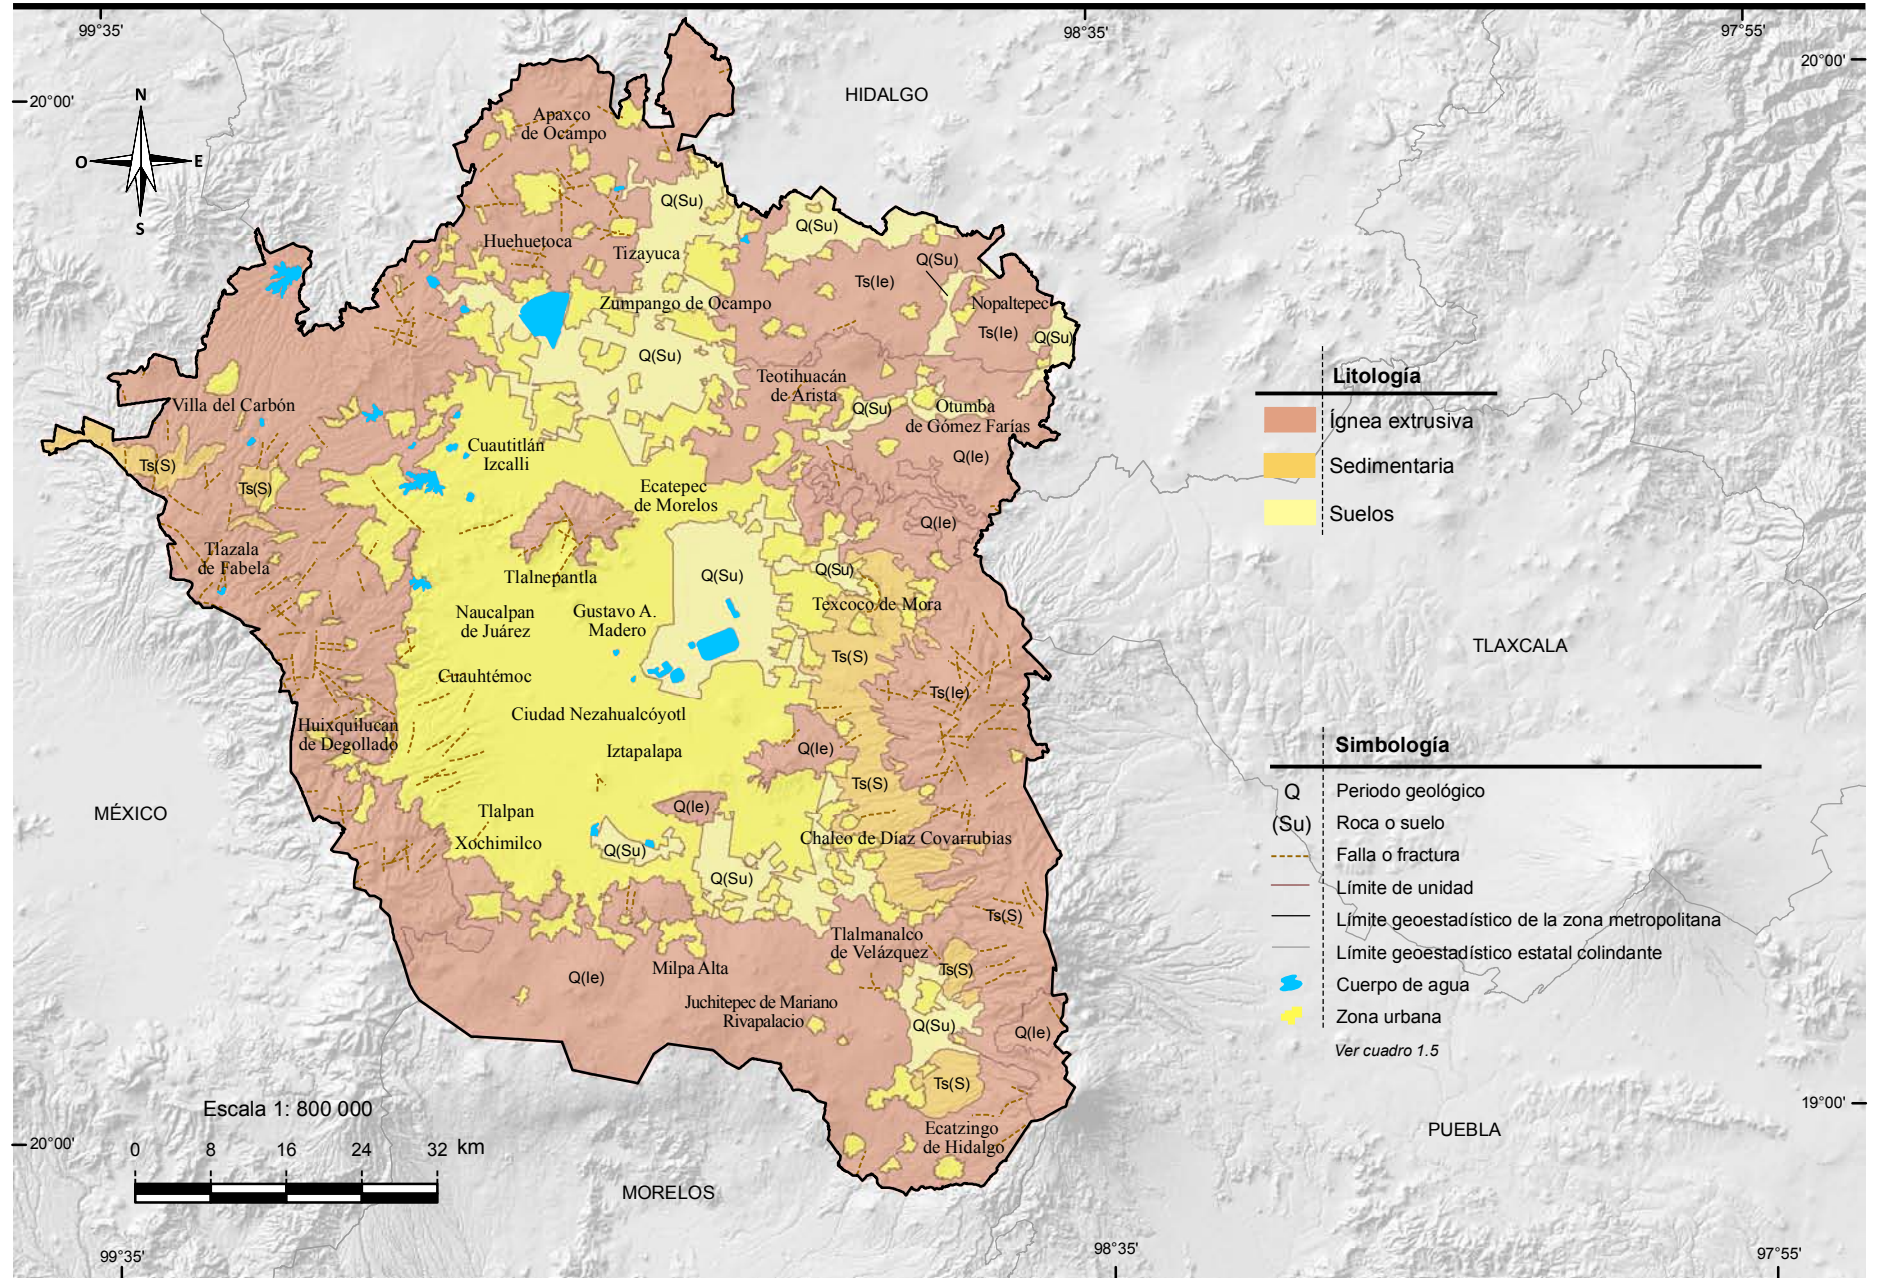 99°35'
98°35'
97°55'
20°00'
20°00'
N
O
E
S
HIDALGO
Apaxco
de Ocampo
Q(Su)
Q(Su)
Huehuetoca
Tizayuca
Q(Su)
Ts(Ie)
Zumpango de Ocampo
Nopaltepec
Ts(Ie)
Q(Su)
Q(Su)
Teotihuacán
de Arista
Villa del Carbón
Q(Su)
Otumba
de Gómez Farías
Cuautitlán
Izcalli
Q(Ie)
Ts(S)
Ts(S)
Ecatepec
de Morelos
Q(Ie)
Tlazala
de Fabela
Tlalnepantla
Q(Su)
Q(Su)
Naucalpan
de Juárez
Gustavo A.
Madero
Texcoco de Mora
Ts(S)
Cuauhtémoc
Ts(Ie)
Ciudad Nezahualcóyotl
Huixquilucan
de Degollado
Iztapalapa
Q(Ie)
Ts(S)
Tlalpan
Q(Ie)
Xochimilco
Q(Su)
Chalco de Díaz Covarrubias
Q(Su)
Ts(S)
Tlalmanalco
de Velázquez
Q(Ie)
Milpa Alta
Ts(S)
Juchitepec de Mariano
Rivapalacio
Q(Su)
Q(Ie)
Ts(S)
Ecatzingo
de Hidalgo
MÉXICO
MORELOS
TLAXCALA
PUEBLA
Litología
Ígnea extrusiva
Sedimentaria
Suelos
Simbología
Q Periodo geológico
(Su) Roca o suelo
Falla o fractura
Límite de unidad
Límite geoestadístico de la zona metropolitana
Límite geoestadístico estatal colindante
Cuerpo de agua
Zona urbana
Ver cuadro 1.5
Escala 1: 800 000
0 8 16 24 32 km
20°00'
19°00'
99°35'
98°35'
97°55'